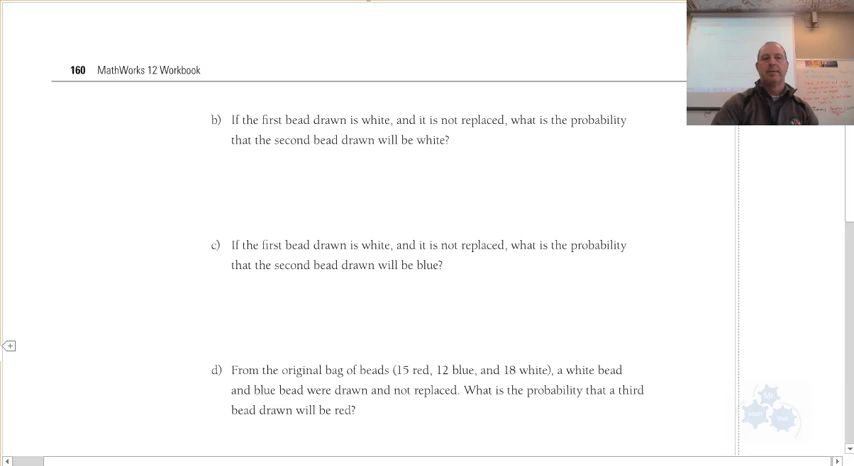 160 MathWorks 12 Workbook
b) If the first bead drawn is white, and it is not replaced, what is the probability
that the second bead drawn will be white?
c) If the first bead drawn is white, and it is not replaced, what is the probability
that the second bead drawn will be blue?
d) From the original bag of beads (15 red, 12 blue, and 18 white), a white bead
and blue bead were drawn and not replaced. What is the probability that a third
bead drawn will be red?